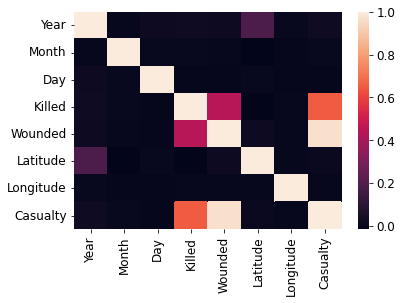 Year
Month
Day
Killed
Wounded
Latitude
Longitude
Casualty
Year
Month
Day
Killed
Wounded
Latitude
Longitude
Casualty
1.0
0.8
0.6
0.4
0.2
0.0